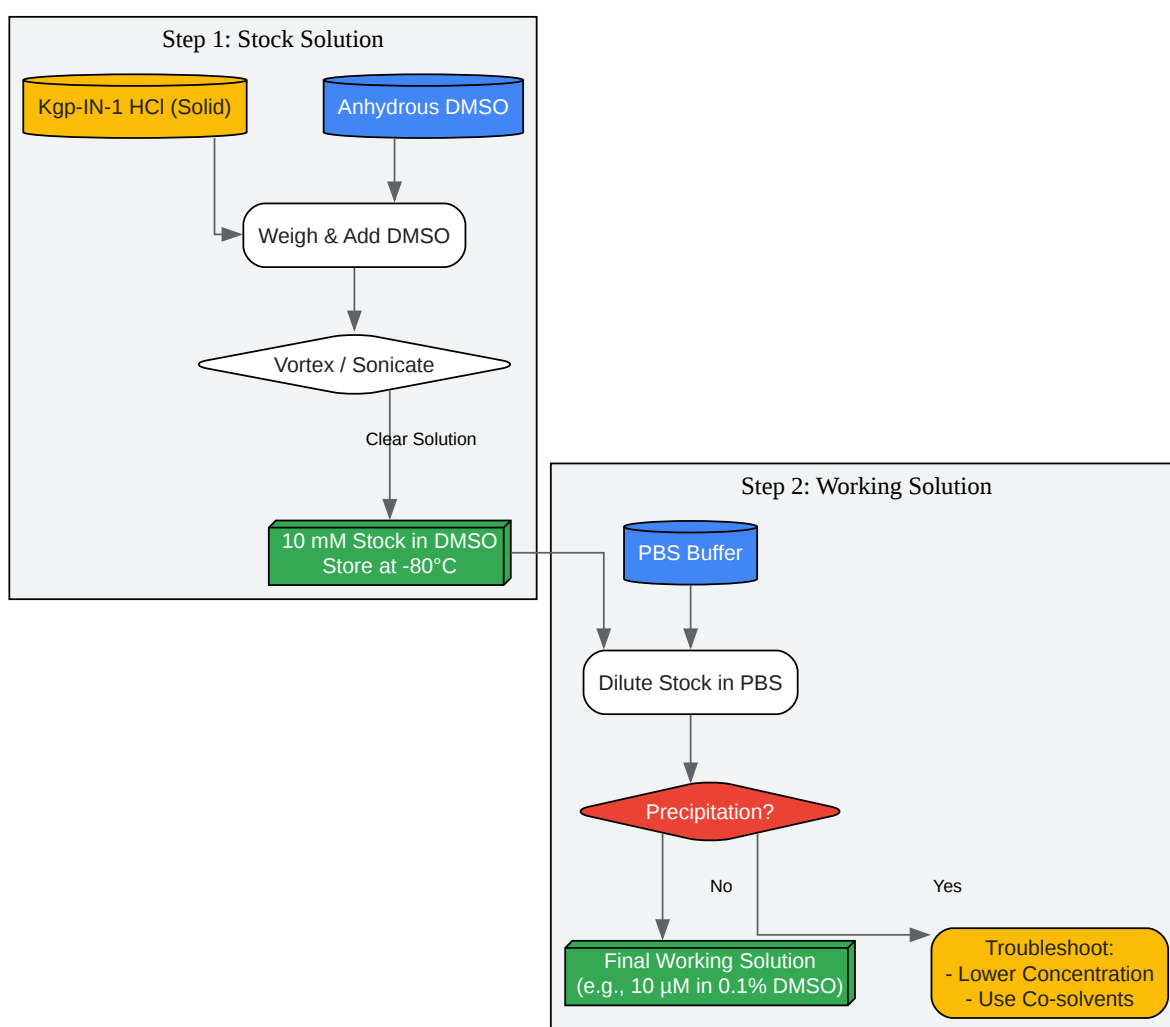 Step 1: Stock Solution
Kgp-IN-1 HCl (Solid)
Anhydrous DMSO
Weigh & Add DMSO
Vortex / Sonicate
Clear Solution
10 mM Stock in DMSO
Store at -80°C
Step 2: Working Solution
PBS Buffer
Dilute Stock in PBS
Precipitation?
No
Yes
Final Working Solution
(e.g., 10 µM in 0.1% DMSO)
Troubleshoot:
- Lower Concentration
- Use Co-solvents